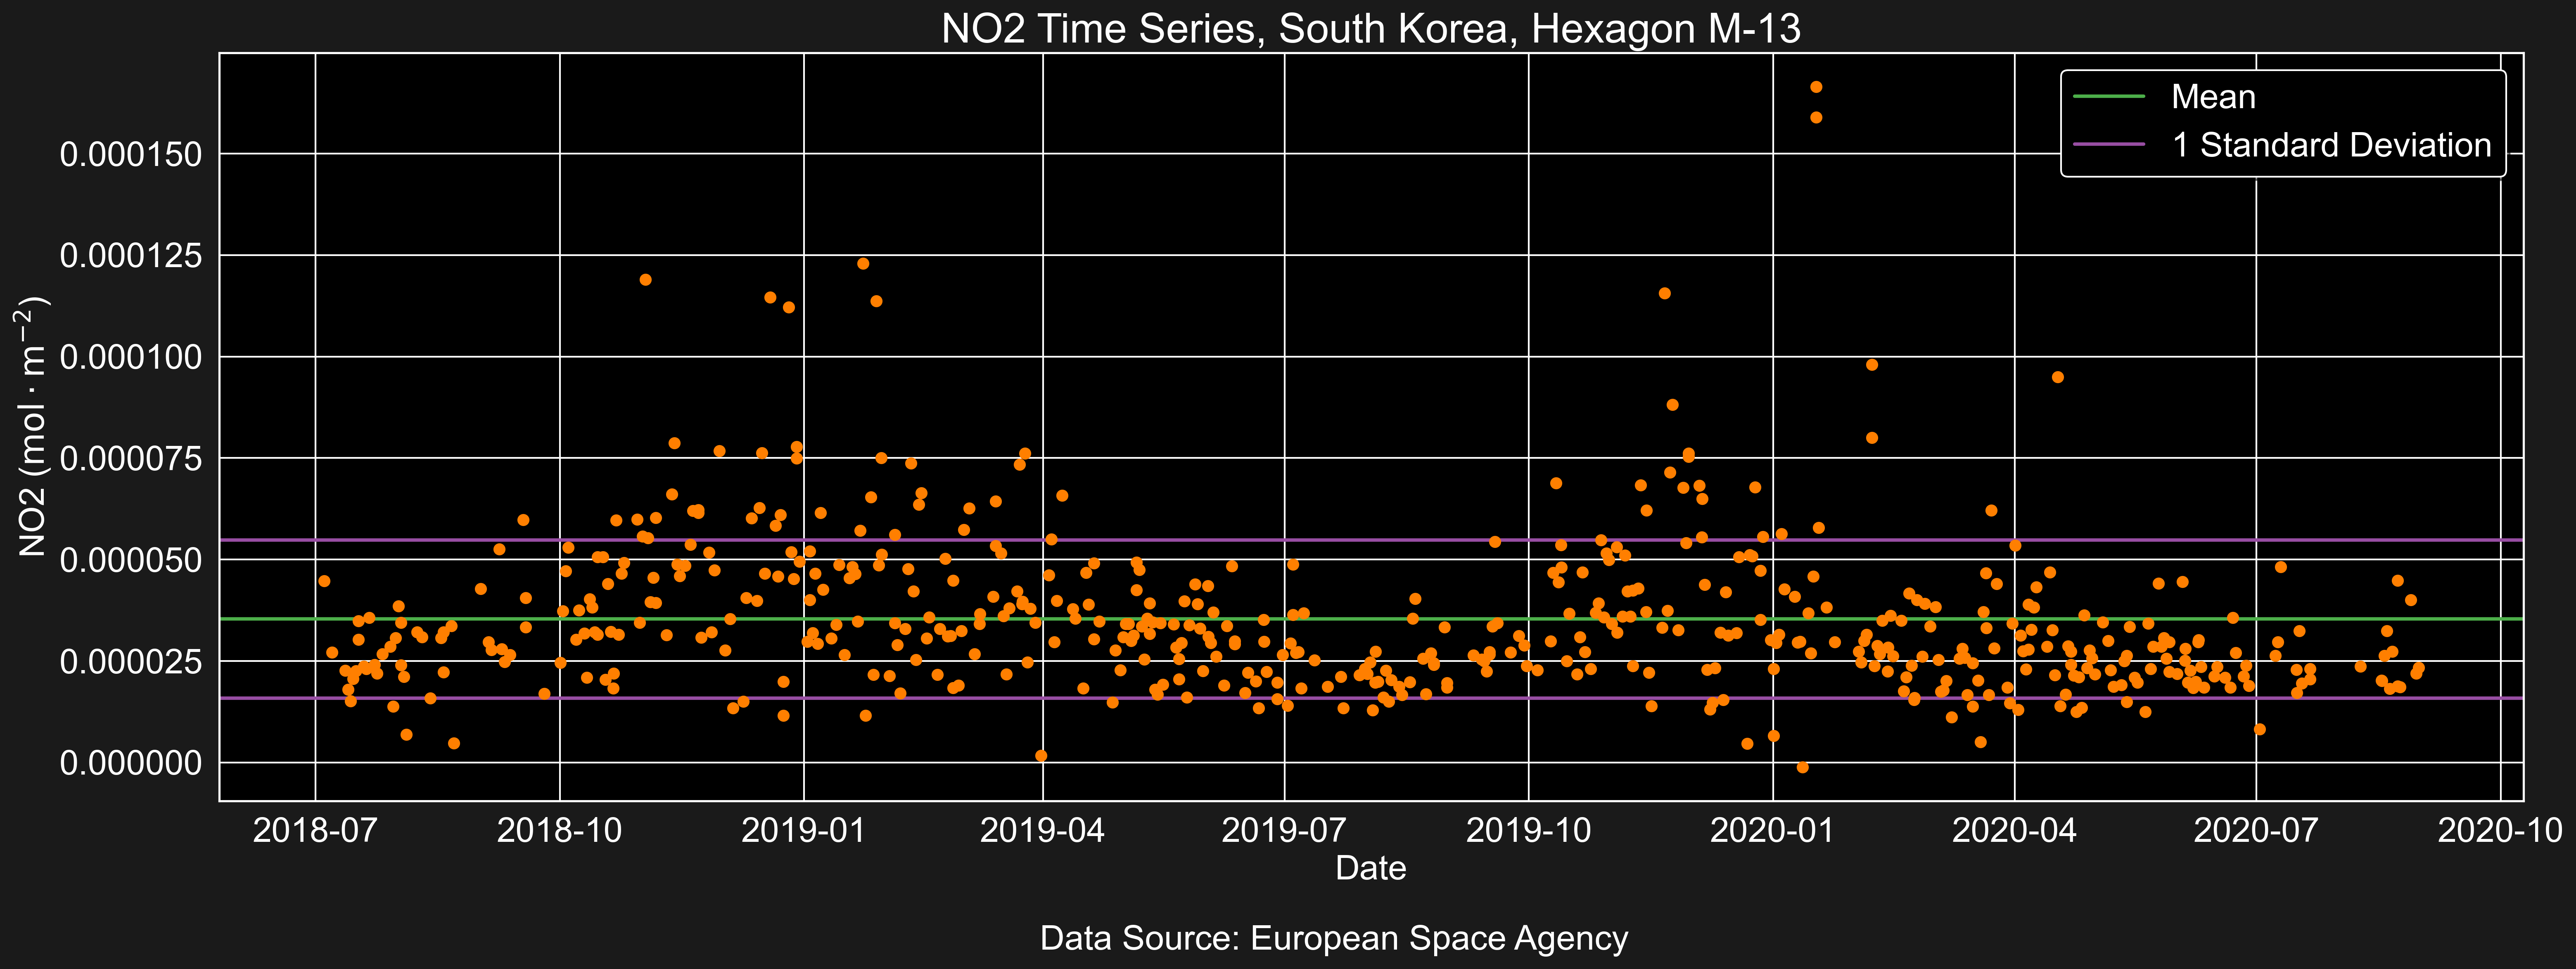 NO2 Time Series, South Korea, Hexagon M-13
Mean
1 Standard Deviation
NO2 (mol · m⁻²)
0.000150
0.000125
0.000100
0.000075
0.000050
0.000025
0.000000
2018-07 2018-10 2019-01 2019-04 2019-07 2019-10 2020-01 2020-04 2020-07 2020-10
Date
Data Source: European Space Agency